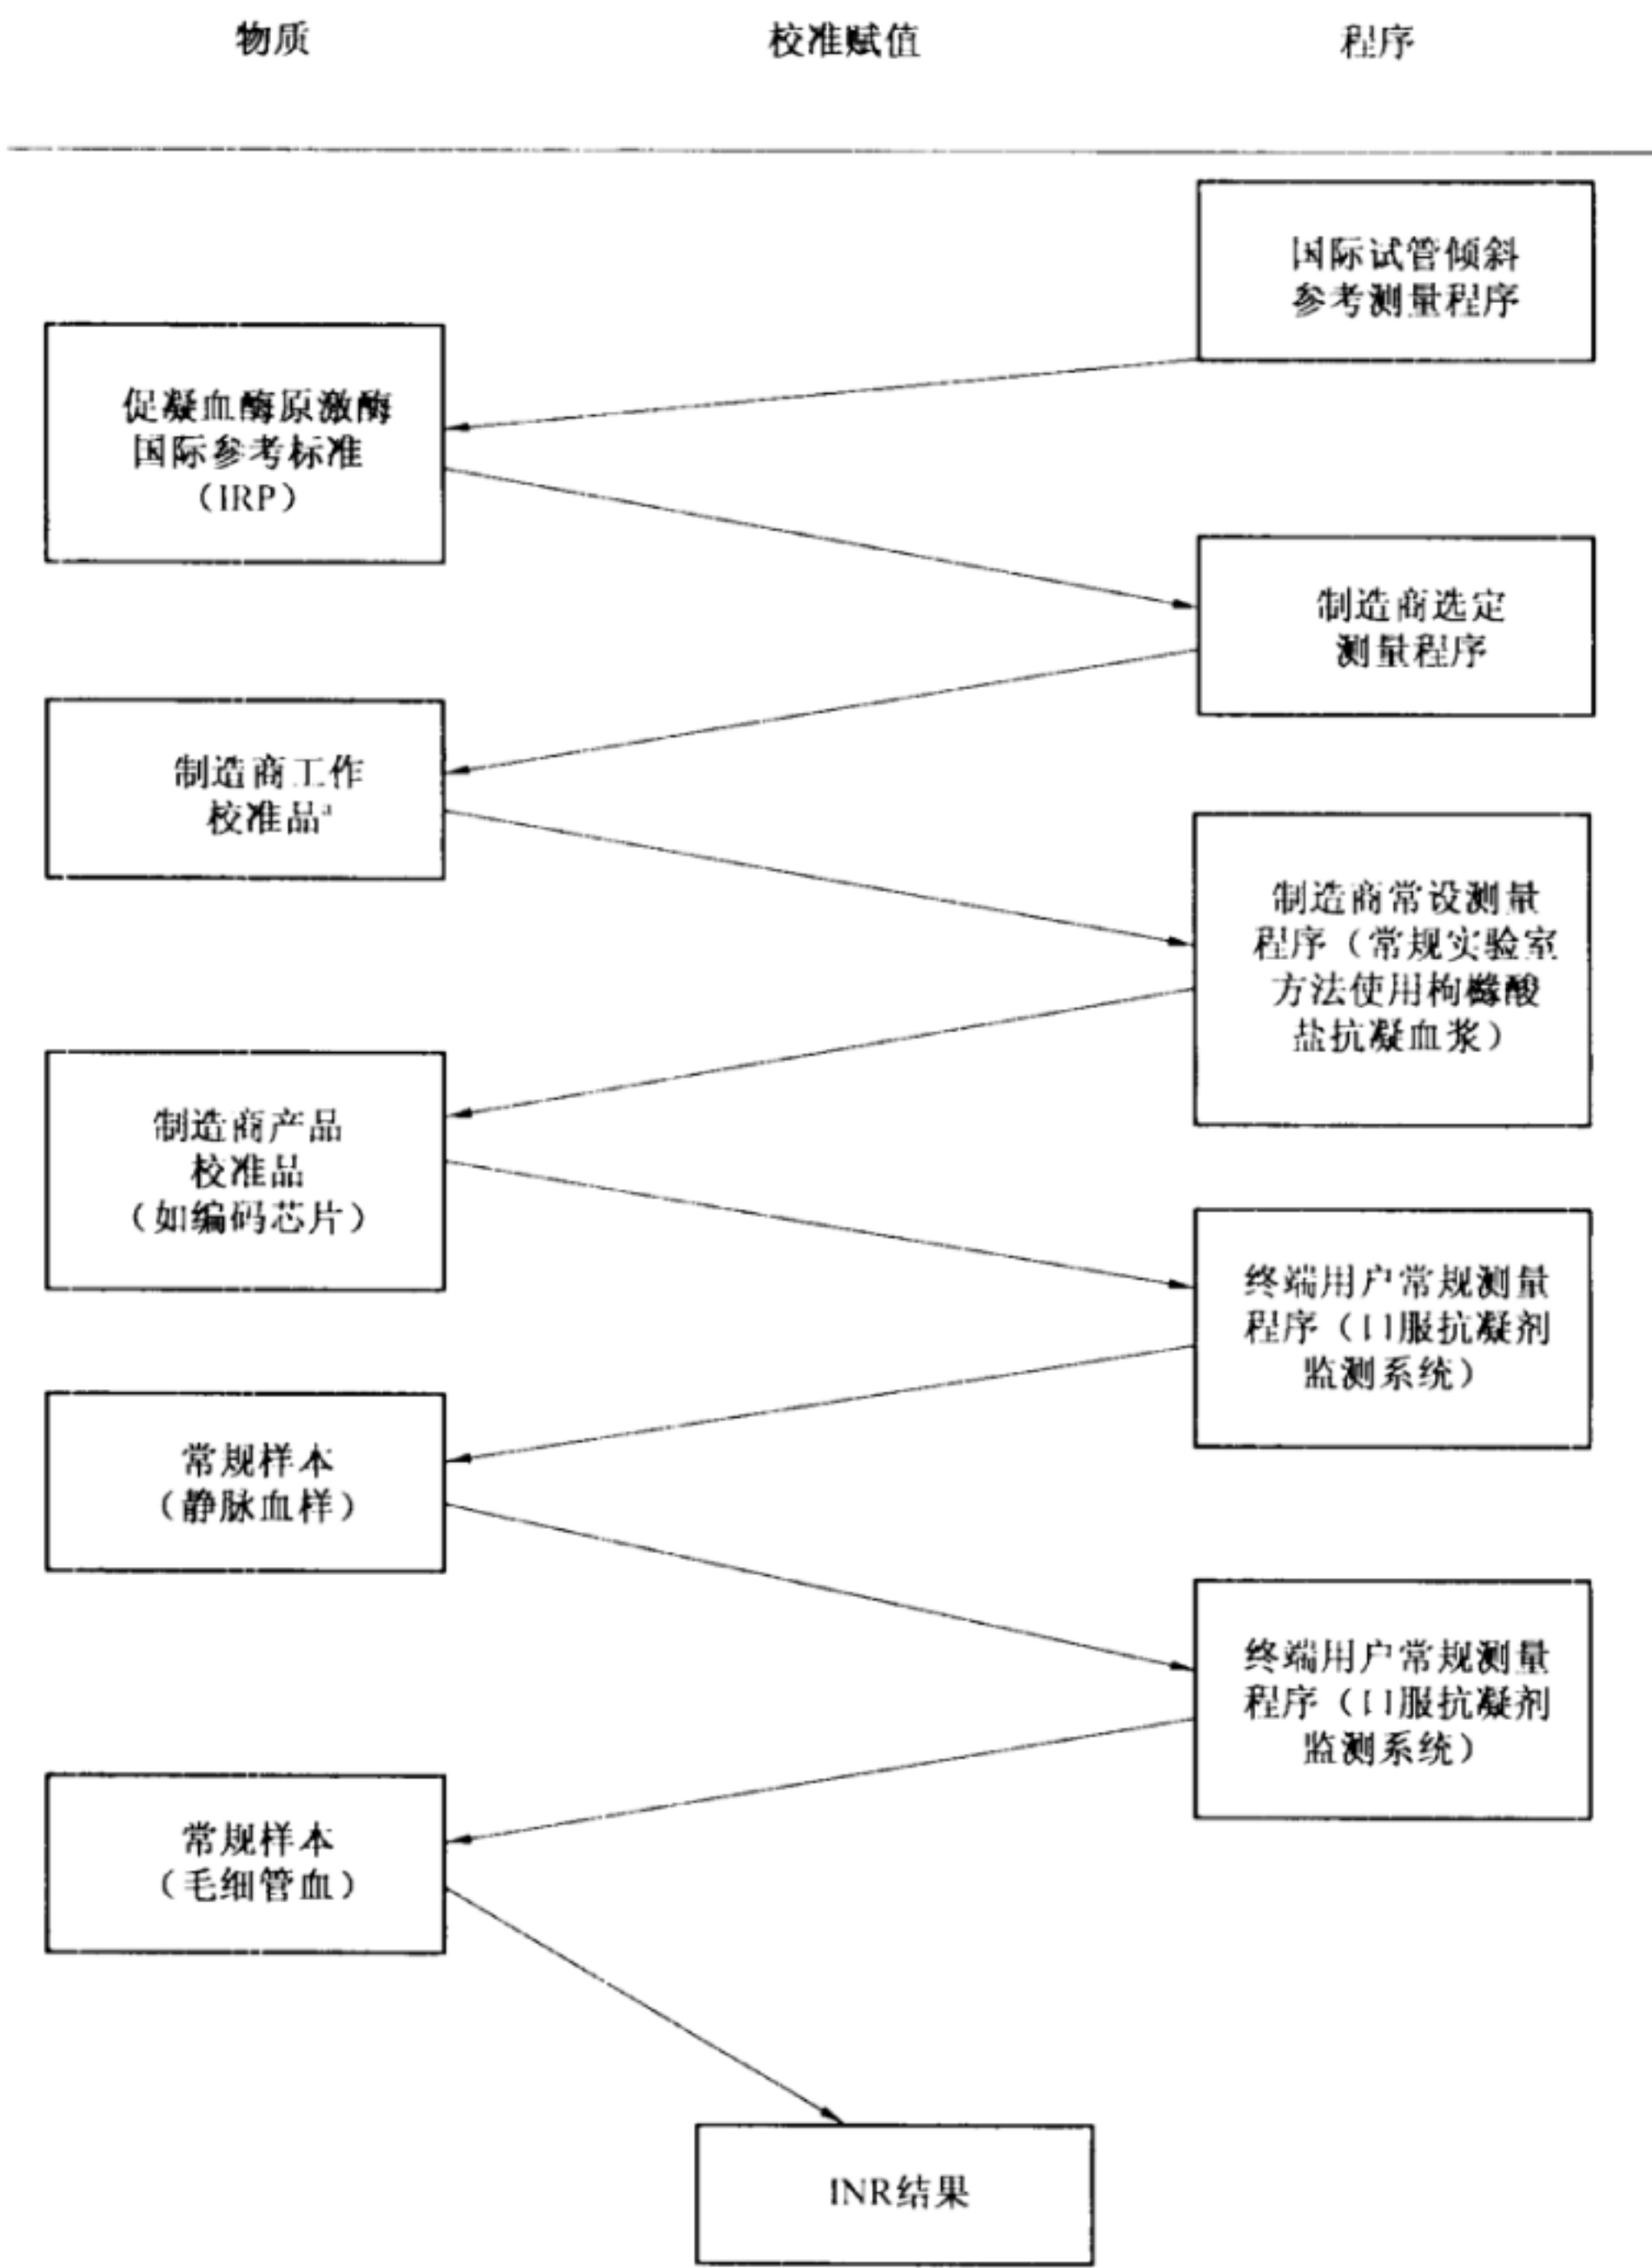 物质 校准赋值 程序
国际试管倾斜
参考测量程序
促凝血酶原激酶
国际参考标准
（IRP）
制造商选定
测量程序
制造商工作
校准品ᵃ
制造商常设测量
程序（常规实验室
方法使用枸橼酸
盐抗凝血浆）
制造商产品
校准品
（如编码芯片）
终端用户常规测量
程序（口服抗凝剂
监测系统）
常规样本
（静脉血样）
终端用户常规测量
程序（口服抗凝剂
监测系统）
常规样本
（毛细管血）
INR结果